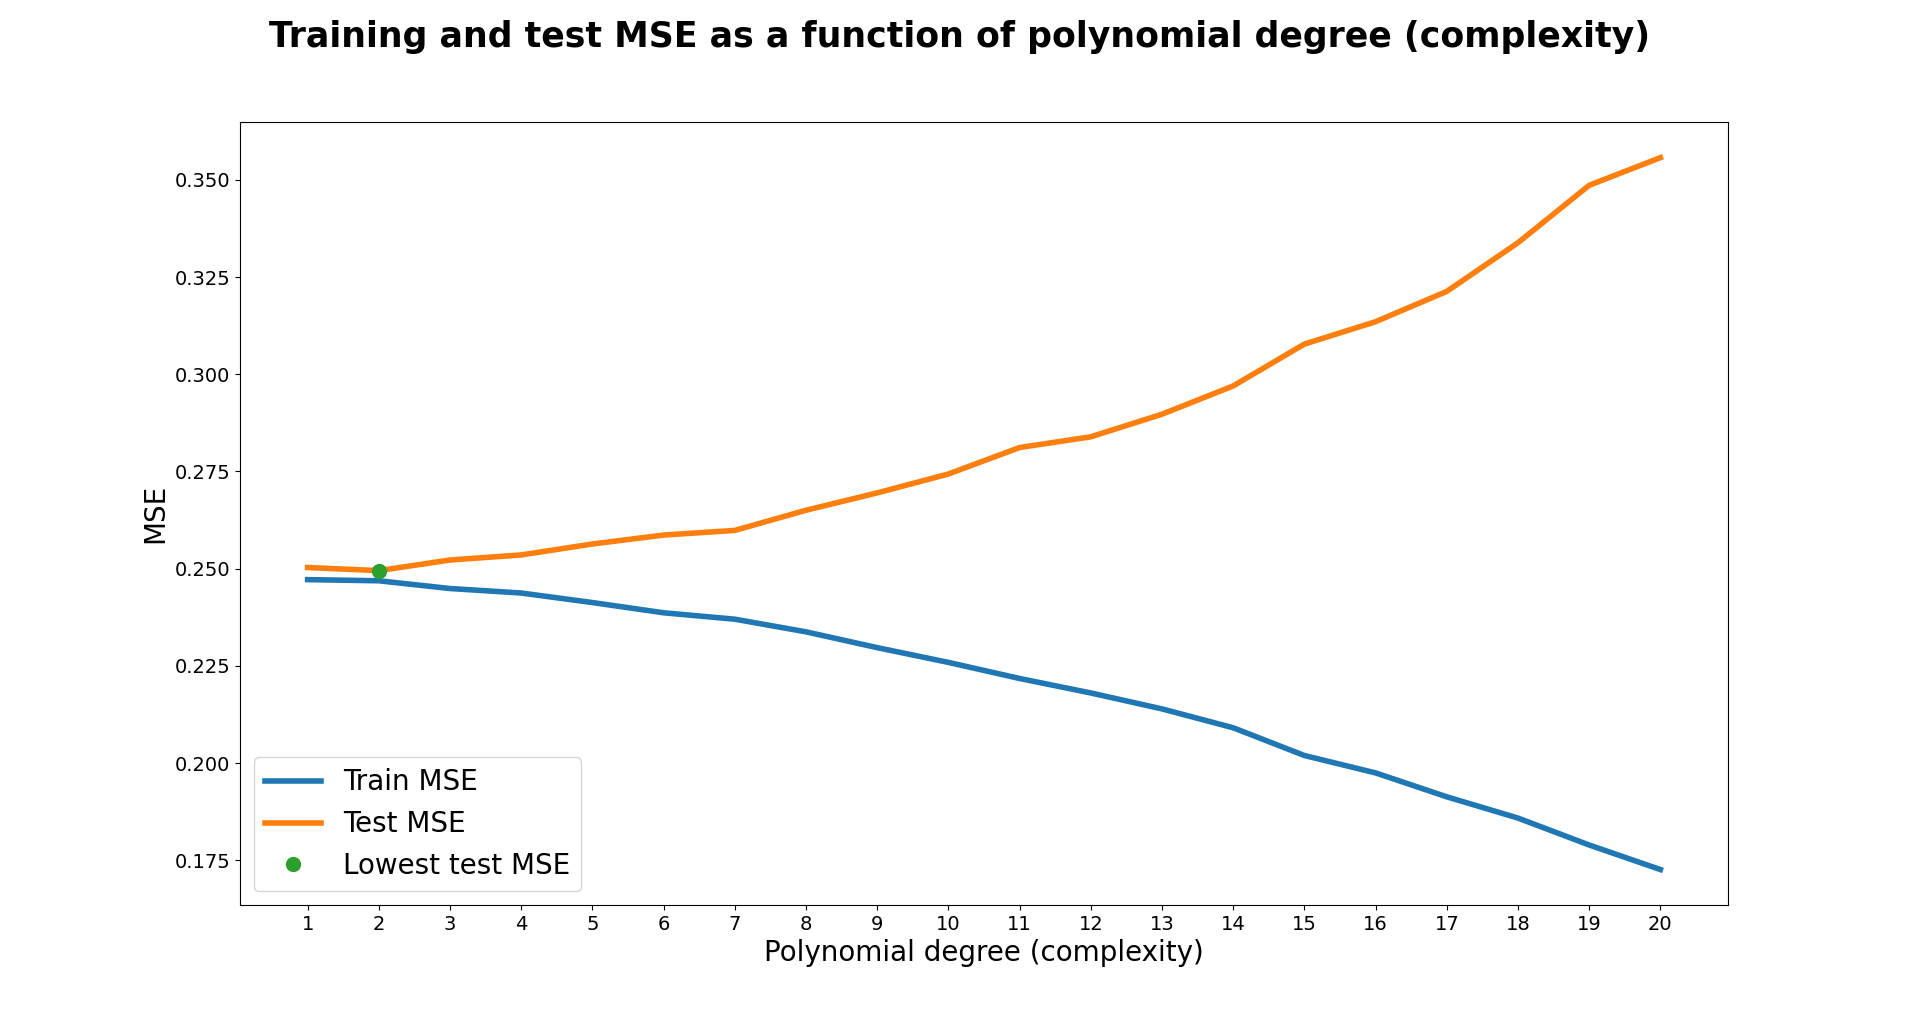 Training and test MSE as a function of polynomial degree (complexity)
MSE
0.350
0.325
0.300
0.275
0.250
0.225
0.200
0.175
Train MSE
Test MSE
Lowest test MSE
1 2 3 4 5 6 7 8 9 10 11 12 13 14 15 16 17 18 19 20
Polynomial degree (complexity)